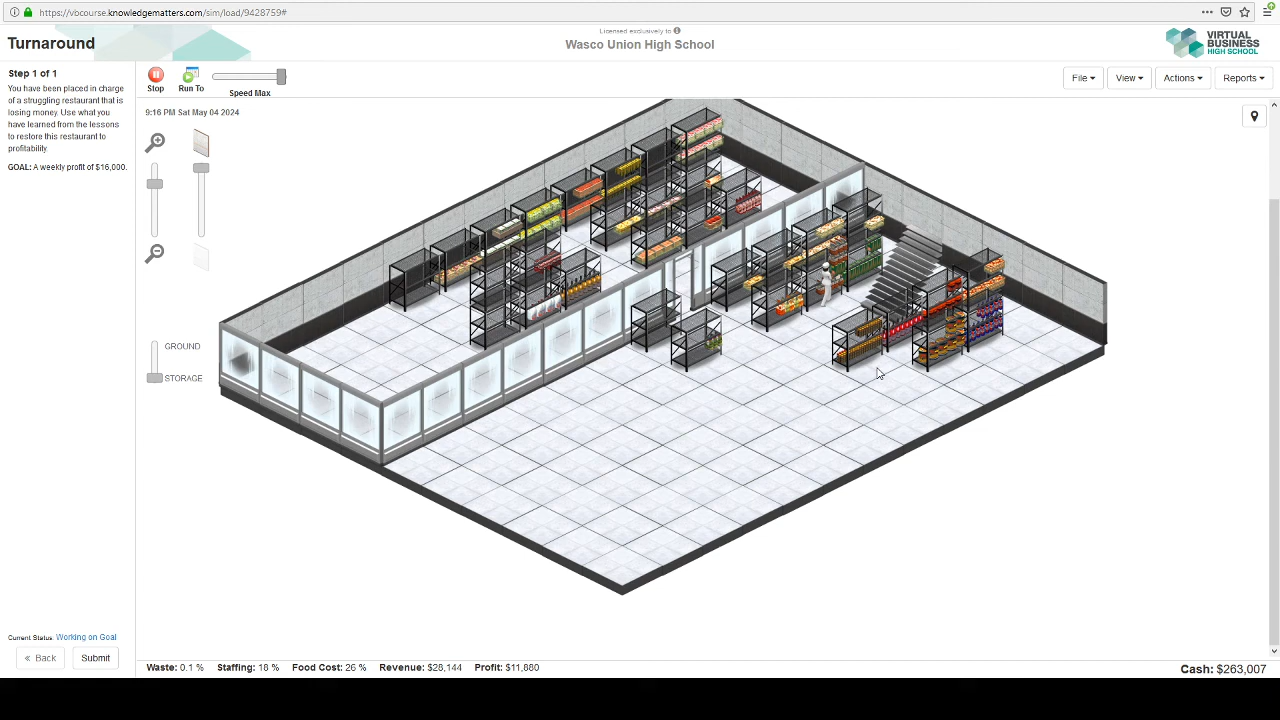 https://vbcourse.knowledgematters.com/sim/load/9428759#
Turnaround
Licensed exclusively to
Wasco Union High School
VIRTUAL
BUSINESS
HIGH SCHOOL
Step 1 of 1
You have been placed in charge
of a struggling restaurant that is
losing money. Use what you
have learned from the lessons
to restore this restaurant to
profitability.
GOAL: A weekly profit of $16,000.
Stop
Run To
Speed Max
File
View
Actions
Reports
9:16 PM Sat May 04 2024
GROUND
STORAGE
Current Status: Working on Goal
« Back
Submit
Waste: 0.1 % Staffing: 18 % Food Cost: 26 % Revenue: $28,144 Profit: $11,880
Cash: $263,007